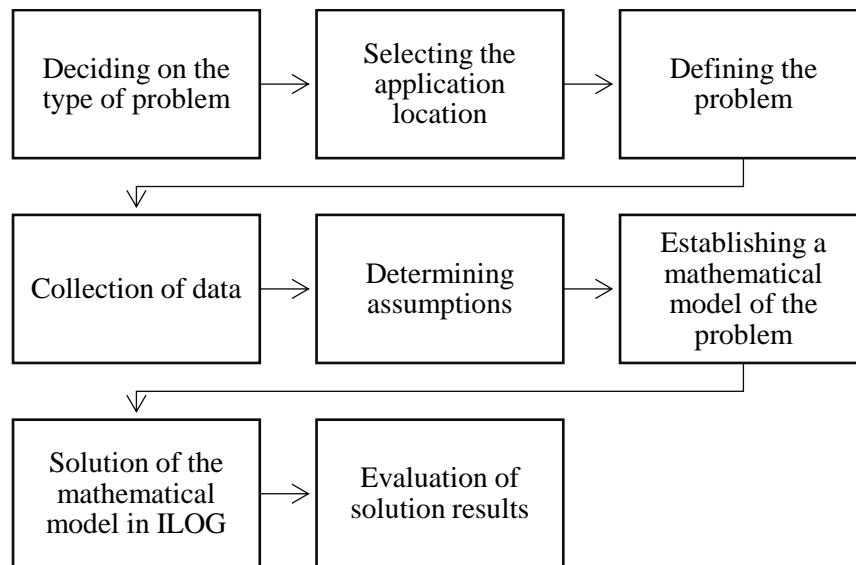 Deciding on the
type of problem
Selecting the
application
location
Defining the
problem
Collection of data
Determining
assumptions
Establishing a
mathematical
model of the
problem
Solution of the
mathematical
model in ILOG
Evaluation of
solution results